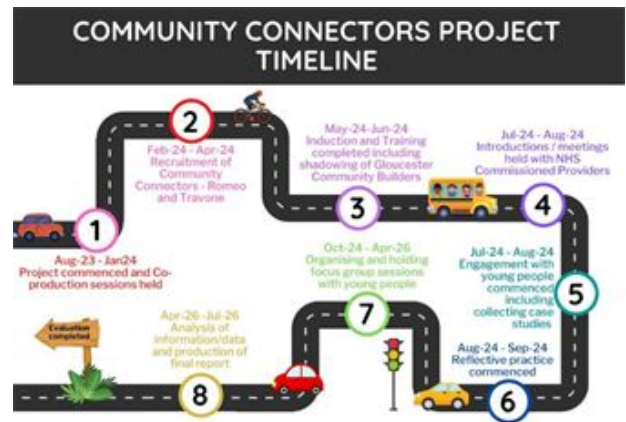 COMMUNITY CONNECTORS PROJECT
TIMELINE
1
Aug-23 - Jan24
Project commenced and Co-
production sessions held
2
Feb-24 - Apr-24
Recruitment of
Community
Connectors - Romeo
and Travone
3
May-24-Jun-24
Induction and Training
completed including
shadowing of Gloucester
Community Builders
4
Jul-24 - Aug-24
Introductions / meetings
held with NHS
Commissioned Providers
5
Jul-24 - Aug-24
Engagement with
young people
commenced
including
collecting case
studies
6
Aug-24 - Sep-24
Reflective practice
commenced
7
Oct-24 - Apr-26
Organising and holding
focus group sessions
with young people
8
Apr-26 -Jul-26
Analysis of
information/data
and production of
final report
Evaluation
completed